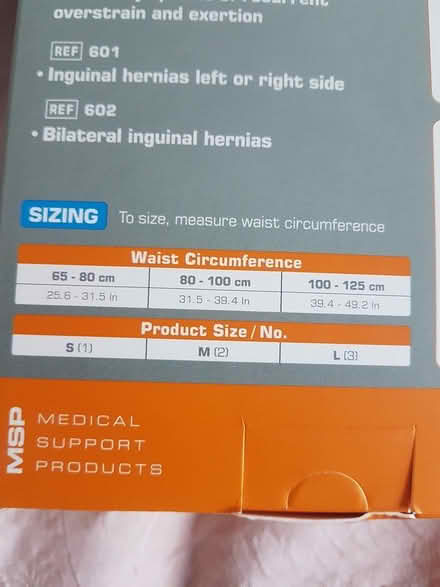 overstrain and exertion
REF 601
• Inguinal hernias left or right side
REF 602
• Bilateral inguinal hernias
SIZING To size, measure waist circumference
Waist Circumference
65 - 80 cm 80 - 100 cm 100 - 125 cm
25.6 - 31.5 in 31.5 - 39.4 in 39.4 - 49.2 in
Product Size / No.
S (1) M (2) L (3)
MSP
MEDICAL
SUPPORT
PRODUCTS